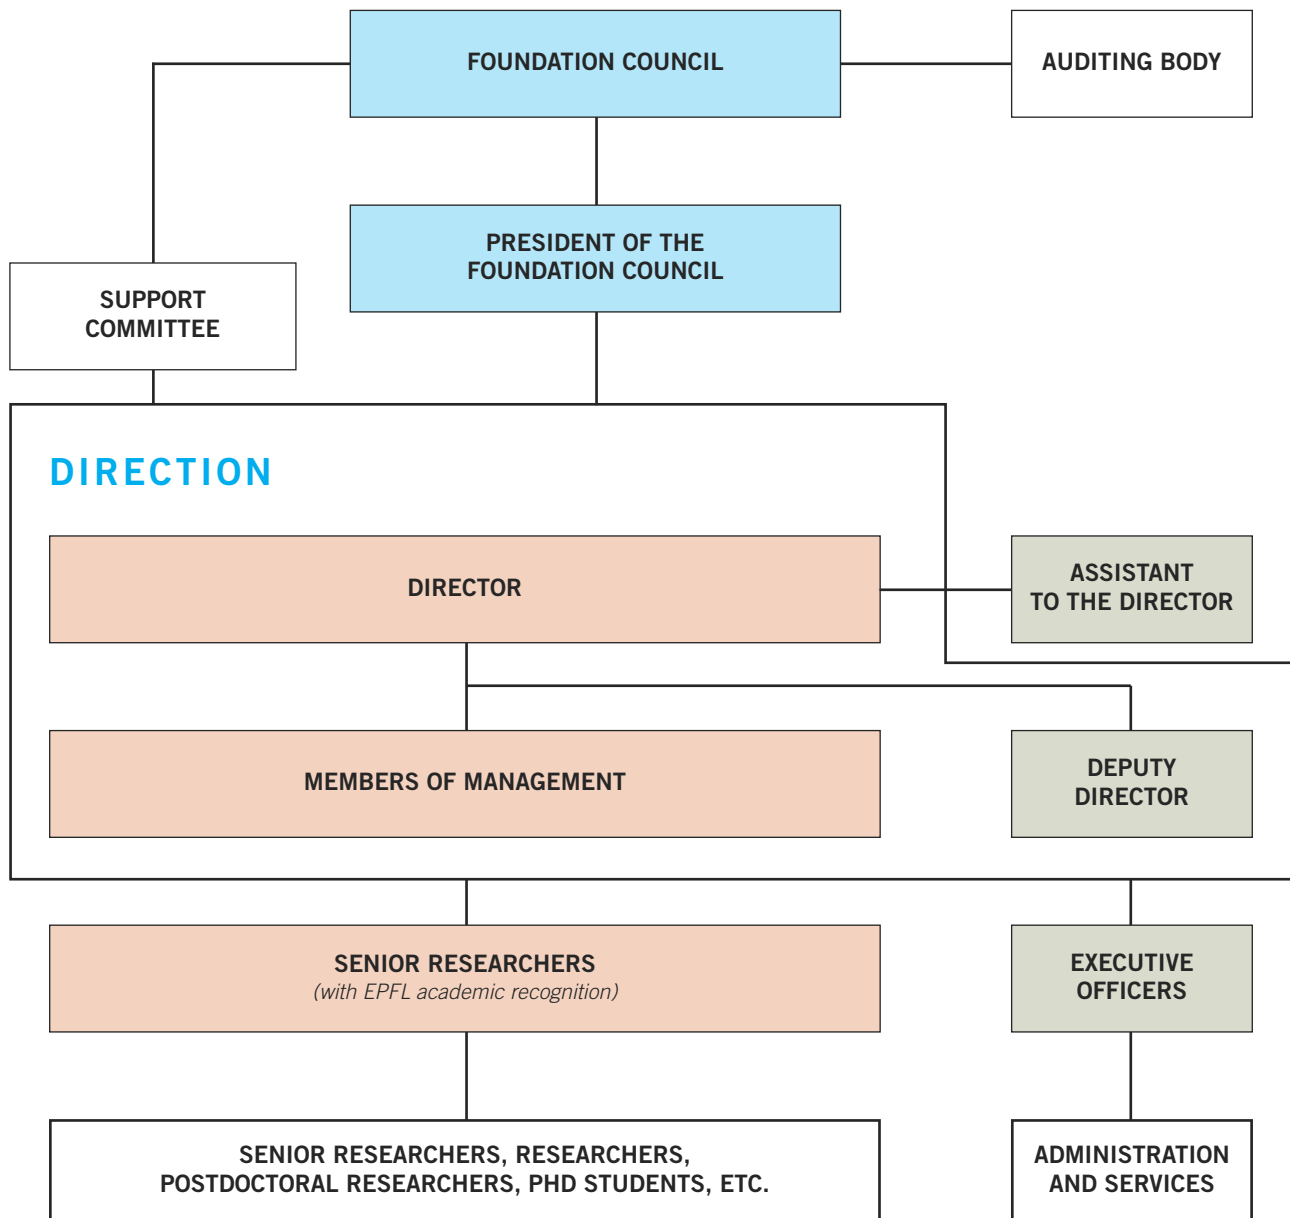 FOUNDATION COUNCIL
AUDITING BODY
PRESIDENT OF THE
FOUNDATION COUNCIL
SUPPORT
COMMITTEE
DIRECTION
DIRECTOR
ASSISTANT
TO THE DIRECTOR
MEMBERS OF MANAGEMENT
DEPUTY
DIRECTOR
SENIOR RESEARCHERS
(with EPFL academic recognition)
EXECUTIVE
OFFICERS
SENIOR RESEARCHERS, RESEARCHERS,
POSTDOCTORAL RESEARCHERS, PHD STUDENTS, ETC.
ADMINISTRATION
AND SERVICES